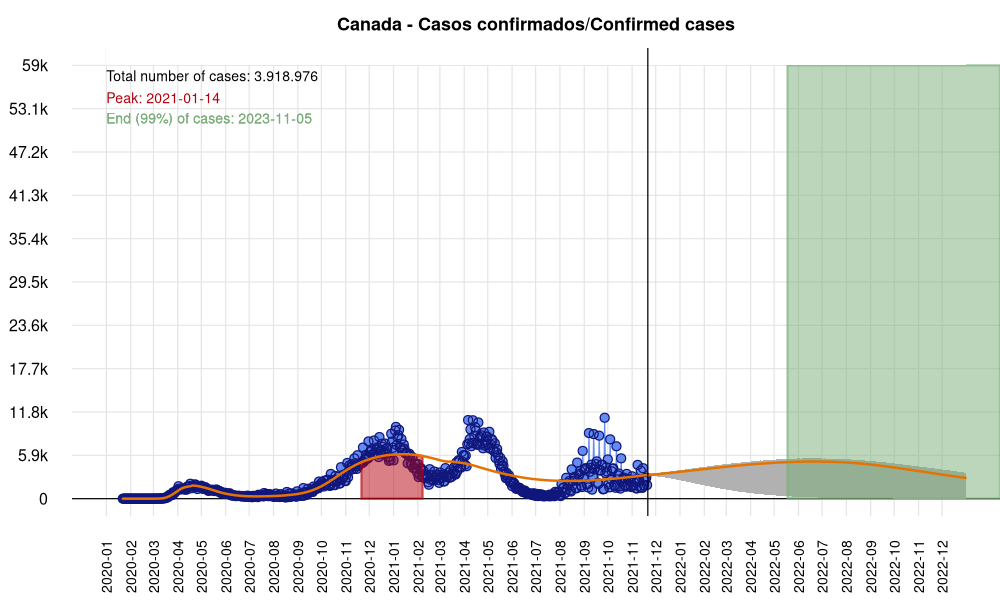 Canada - Casos confirmados/Confirmed cases
59k
Total number of cases: 3.918.976
Peak: 2021-01-14
53.1k
End (99%) of cases: 2023-11-05
47.2k
41.3k
35.4k
29.5k
23.6k
17.7k
11.8k
5.9k
0
2020-01
2020-02
2020-03
2020-04
2020-05
2020-06
2020-07
2020-08
2020-09
2020-10
2020-11
2020-12
2021-01
2021-02
2021-03
2021-04
2021-05
2021-06
2021-07
2021-08
2021-09
2021-10
2021-11
2021-12
2022-01
2022-02
2022-03
2022-04
2022-05
2022-06
2022-07
2022-08
2022-09
2022-10
2022-11
2022-12